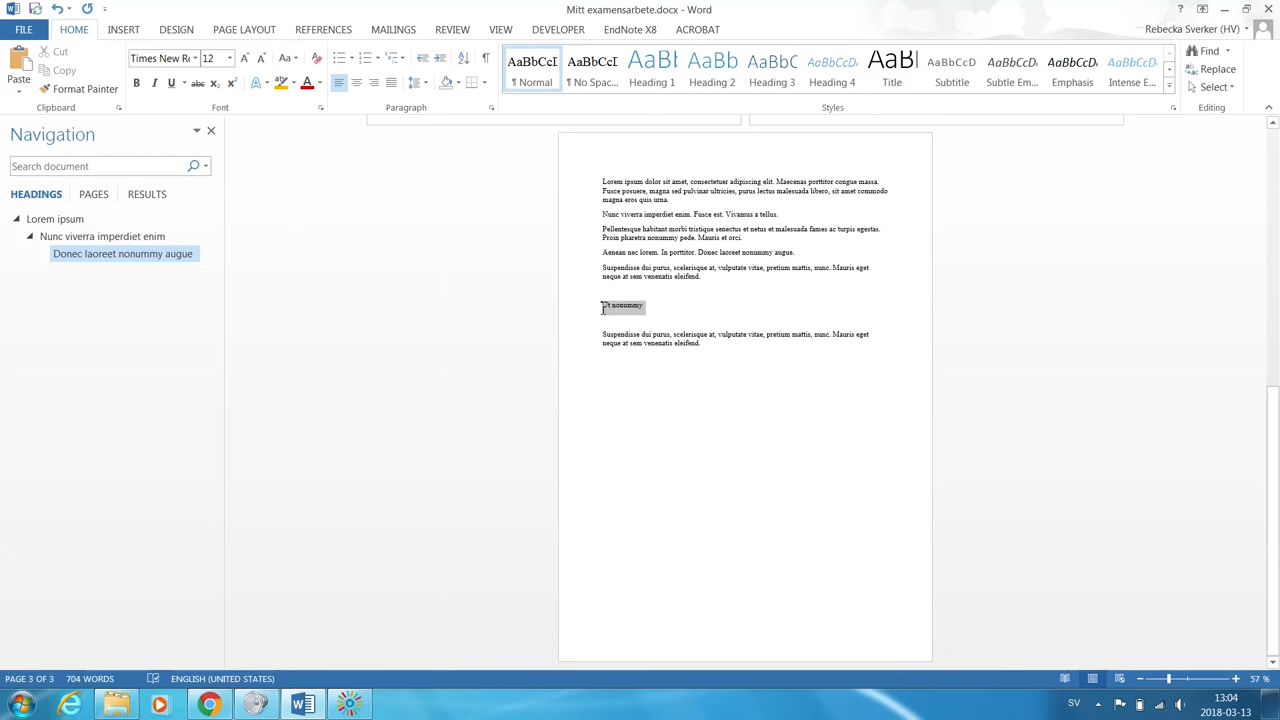 Mitt examensarbete.docx - Word
FILE HOME INSERT DESIGN PAGE LAYOUT REFERENCES MAILINGS REVIEW VIEW DEVELOPER EndNote X8 ACROBAT Rebecka Sverker (HV)
Paste
Cut
Copy
Format Painter
Times New Ro 12
AaBbCcI AaBbCcI AaBbI AaBb AaBbC AaBbCcDı AaBl AaBbCcD AaBbCcDı AaBbCcDı AaBbCcDı
¶ Normal ¶ No Spac... Heading 1 Heading 2 Heading 3 Heading 4 Title Subtitle Subtle Em... Emphasis Intense E...
Find
Replace
Select
Clipboard Font Paragraph Styles Editing
Navigation
Search document
HEADINGS PAGES RESULTS
Lorem ipsum
Nunc viverra imperdiet enim
Donec laoreet nonummy augue
Lorem ipsum dolor sit amet, consectetuer adipiscing elit. Maecenas porttitor congue massa.
Fusce posuere, magna sed pulvinar ultricies, purus lectus malesuada libero, sit amet commodo
magna eros quis urna.
Nunc viverra imperdiet enim. Fusce est. Vivamus a tellus.
Pellentesque habitant morbi tristique senectus et netus et malesuada fames ac turpis egestas.
Proin pharetra nonummy pede. Mauris et orci.
Aenean nec lorem. In porttitor. Donec laoreet nonummy augue.
Suspendisse dui purus, scelerisque at, vulputate vitae, pretium mattis, nunc. Mauris eget
neque at sem venenatis eleifend.
Ut nonummy
Suspendisse dui purus, scelerisque at, vulputate vitae, pretium mattis, nunc. Mauris eget
neque at sem venenatis eleifend.
PAGE 3 OF 3 704 WORDS ENGLISH (UNITED STATES) 57 %
SV 13:04
2018-03-13